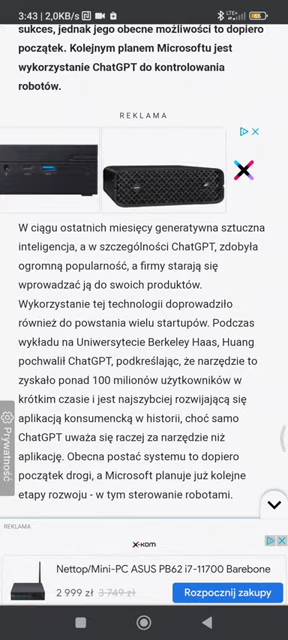 3:43 | 2,0KB/s
LTE+
sukces, jednak jego obecne możliwości to dopiero
początek. Kolejnym planem Microsoftu jest
wykorzystanie ChatGPT do kontrolowania
robotów.
REKLAMA
W ciągu ostatnich miesięcy generatywna sztuczna
inteligencja, a w szczególności ChatGPT, zdobyła
ogromną popularność, a firmy starają się
wprowadzać ją do swoich produktów.
Wykorzystanie tej technologii doprowadziło
również do powstania wielu startupów. Podczas
wykładu na Uniwersytecie Berkeley Haas, Huang
pochwalił ChatGPT, podkreślając, że narzędzie to
zyskało ponad 100 milionów użytkowników w
krótkim czasie i jest najszybciej rozwijającą się
aplikacją konsumencką w historii, choć samo
ChatGPT uważa się raczej za narzędzie niż
aplikację. Obecna postać systemu to dopiero
początek drogi, a Microsoft planuje już kolejne
etapy rozwoju - w tym sterowanie robotami.
Prywatność
REKLAMA
x-kom
Nettop/Mini-PC ASUS PB62 i7-11700 Barebone
2 999 zł 3 749 zł
Rozpocznij zakupy